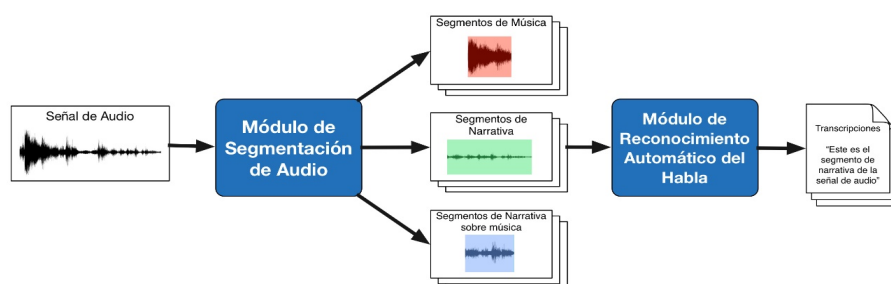 Señal de Audio
Módulo de
Segmentación
de Audio
Segmentos de Música
Segmentos de
Narrativa
Segmentos de Narrativa
sobre música
Módulo de
Reconocimiento
Automático del
Habla
Transcripciones
"Este es el
segmento de
narrativa de la
señal de audio"